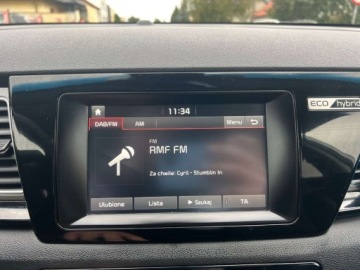 11:34
DAB/FM AM Menu
ECO hybrid
FM
RMF FM
Za chwile: Cyril - Stumblin In
Ulubione Lista Szukaj TA